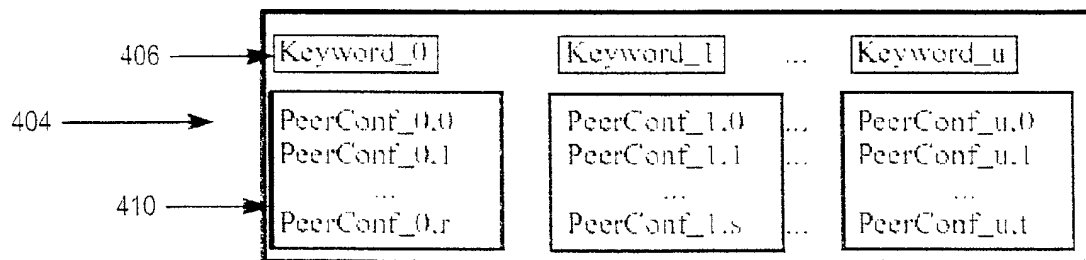 406 Keyword_0 Keyword_1 ... Keyword_u
404 PeerConf_0.0 PeerConf_1.0 ... PeerConf_u.0
PeerConf_0.1 PeerConf_1.1 ... PeerConf_u.1
410 ... ... ...
PeerConf_0.r PeerConf_1.s ... PeerConf_u.t